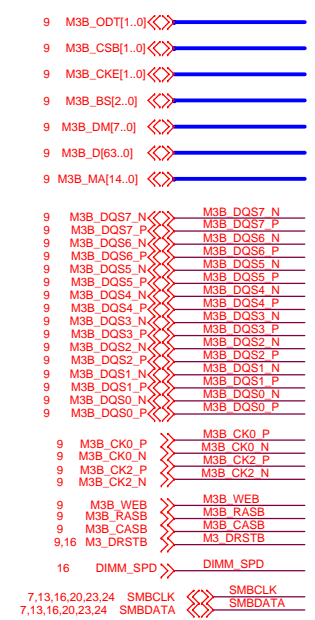 9 M3B_ODT[1..0]
9 M3B_CSB[1..0]
9 M3B_CKE[1..0]
9 M3B_BS[2..0]
9 M3B_DM[7..0]
9 M3B_D[63..0]
9 M3B_MA[14..0]
9 M3B_DQS7_N M3B_DQS7_N
9 M3B_DQS7_P M3B_DQS7_P
9 M3B_DQS6_N M3B_DQS6_N
9 M3B_DQS6_P M3B_DQS6_P
9 M3B_DQS5_N M3B_DQS5_N
9 M3B_DQS5_P M3B_DQS5_P
9 M3B_DQS4_N M3B_DQS4_N
9 M3B_DQS4_P M3B_DQS4_P
9 M3B_DQS3_N M3B_DQS3_N
9 M3B_DQS3_P M3B_DQS3_P
9 M3B_DQS2_N M3B_DQS2_N
9 M3B_DQS2_P M3B_DQS2_P
9 M3B_DQS1_N M3B_DQS1_N
9 M3B_DQS1_P M3B_DQS1_P
9 M3B_DQS0_N M3B_DQS0_N
9 M3B_DQS0_P M3B_DQS0_P
9 M3B_CK0_P M3B_CK0_P
9 M3B_CK0_N M3B_CK0_N
9 M3B_CK2_P M3B_CK2_P
9 M3B_CK2_N M3B_CK2_N
9 M3B_WEB M3B_WEB
9 M3B_RASB M3B_RASB
9 M3B_CASB M3B_CASB
9,16 M3_DRSTB M3_DRSTB
16 DIMM_SPD DIMM_SPD
7,13,16,20,23,24 SMBCLK SMBCLK
7,13,16,20,23,24 SMBDATA SMBDATA